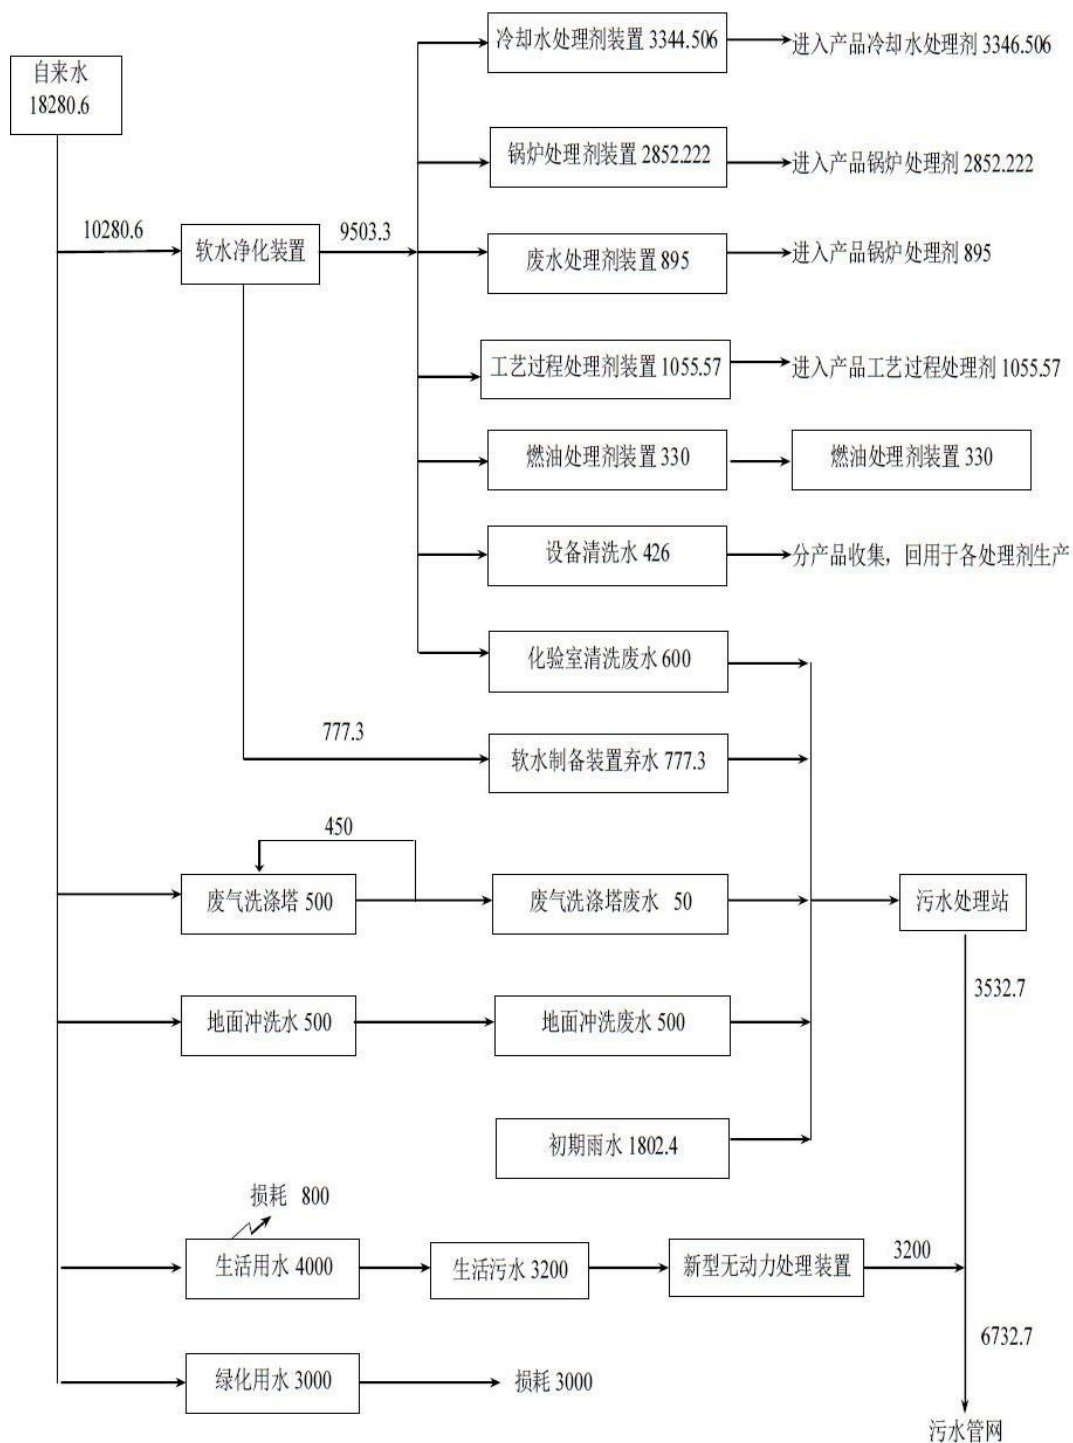 自来水
18280.6
冷却水处理剂装置 3344.506
进入产品冷却水处理剂 3346.506
锅炉处理剂装置 2852.222
进入产品锅炉处理剂 2852.222
10280.6
软水净化装置
9503.3
废水处理剂装置 895
进入产品锅炉处理剂 895
工艺过程处理剂装置 1055.57
进入产品工艺过程处理剂 1055.57
燃油处理剂装置 330
燃油处理剂装置 330
设备清洗水 426
分产品收集，回用于各处理剂生产
化验室清洗废水 600
777.3
软水制备装置弃水 777.3
450
废气洗涤塔 500
废气洗涤塔废水 50
污水处理站
3532.7
地面冲洗水 500
地面冲洗废水 500
初期雨水 1802.4
损耗 800
生活用水 4000
生活污水 3200
新型无动力处理装置
3200
6732.7
绿化用水 3000
损耗 3000
污水管网